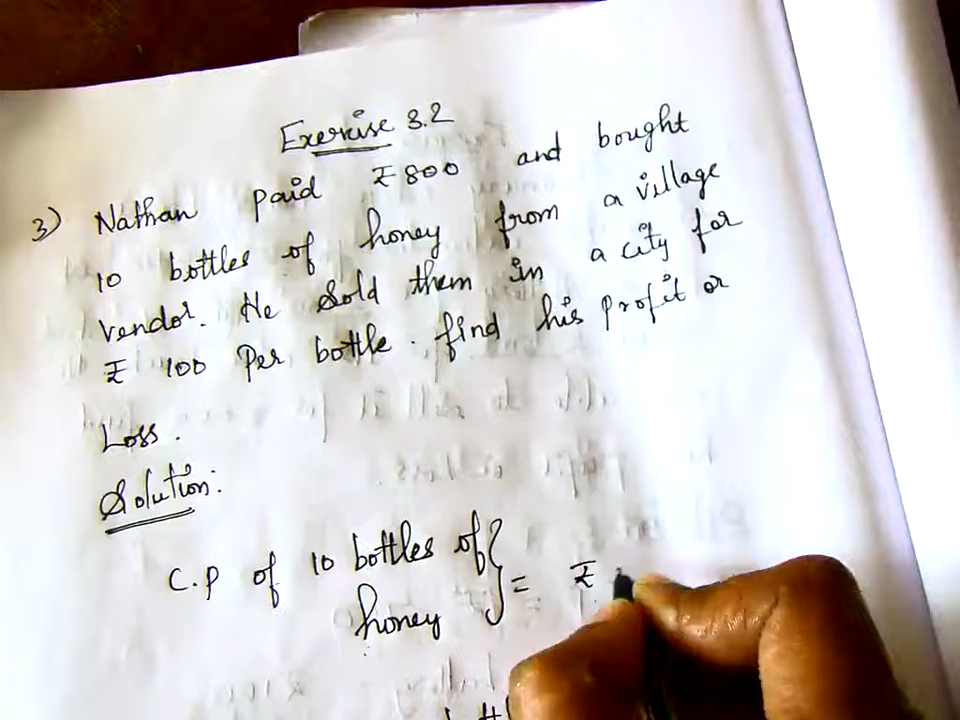 Exercise 3.2
3) Nathan paid ₹800 and bought
10 bottles of honey from a village
vendor. He sold them in a city for
₹ 100 Per bottle. find his profit or
Loss.
Solution:
C.P of 10 bottles of } = ₹
honey